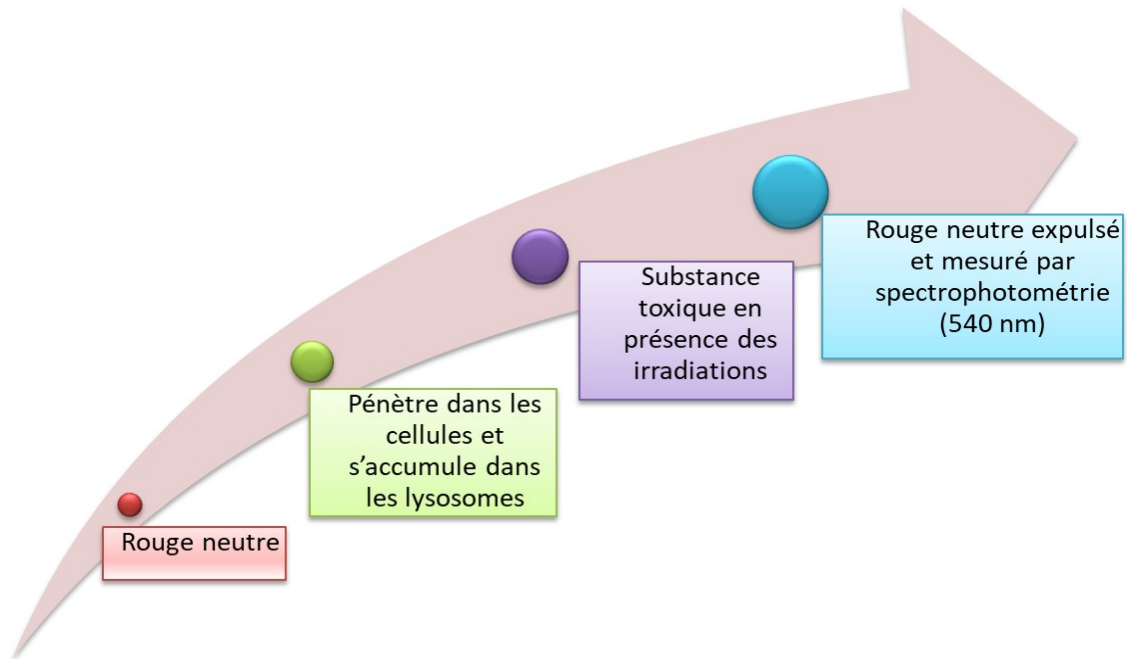 Rouge neutre
Pénètre dans les
cellules et
s’accumule dans
les lysosomes
Substance
toxique en
présence des
irradiations
Rouge neutre expulsé
et mesuré par
spectrophotométrie
(540 nm)